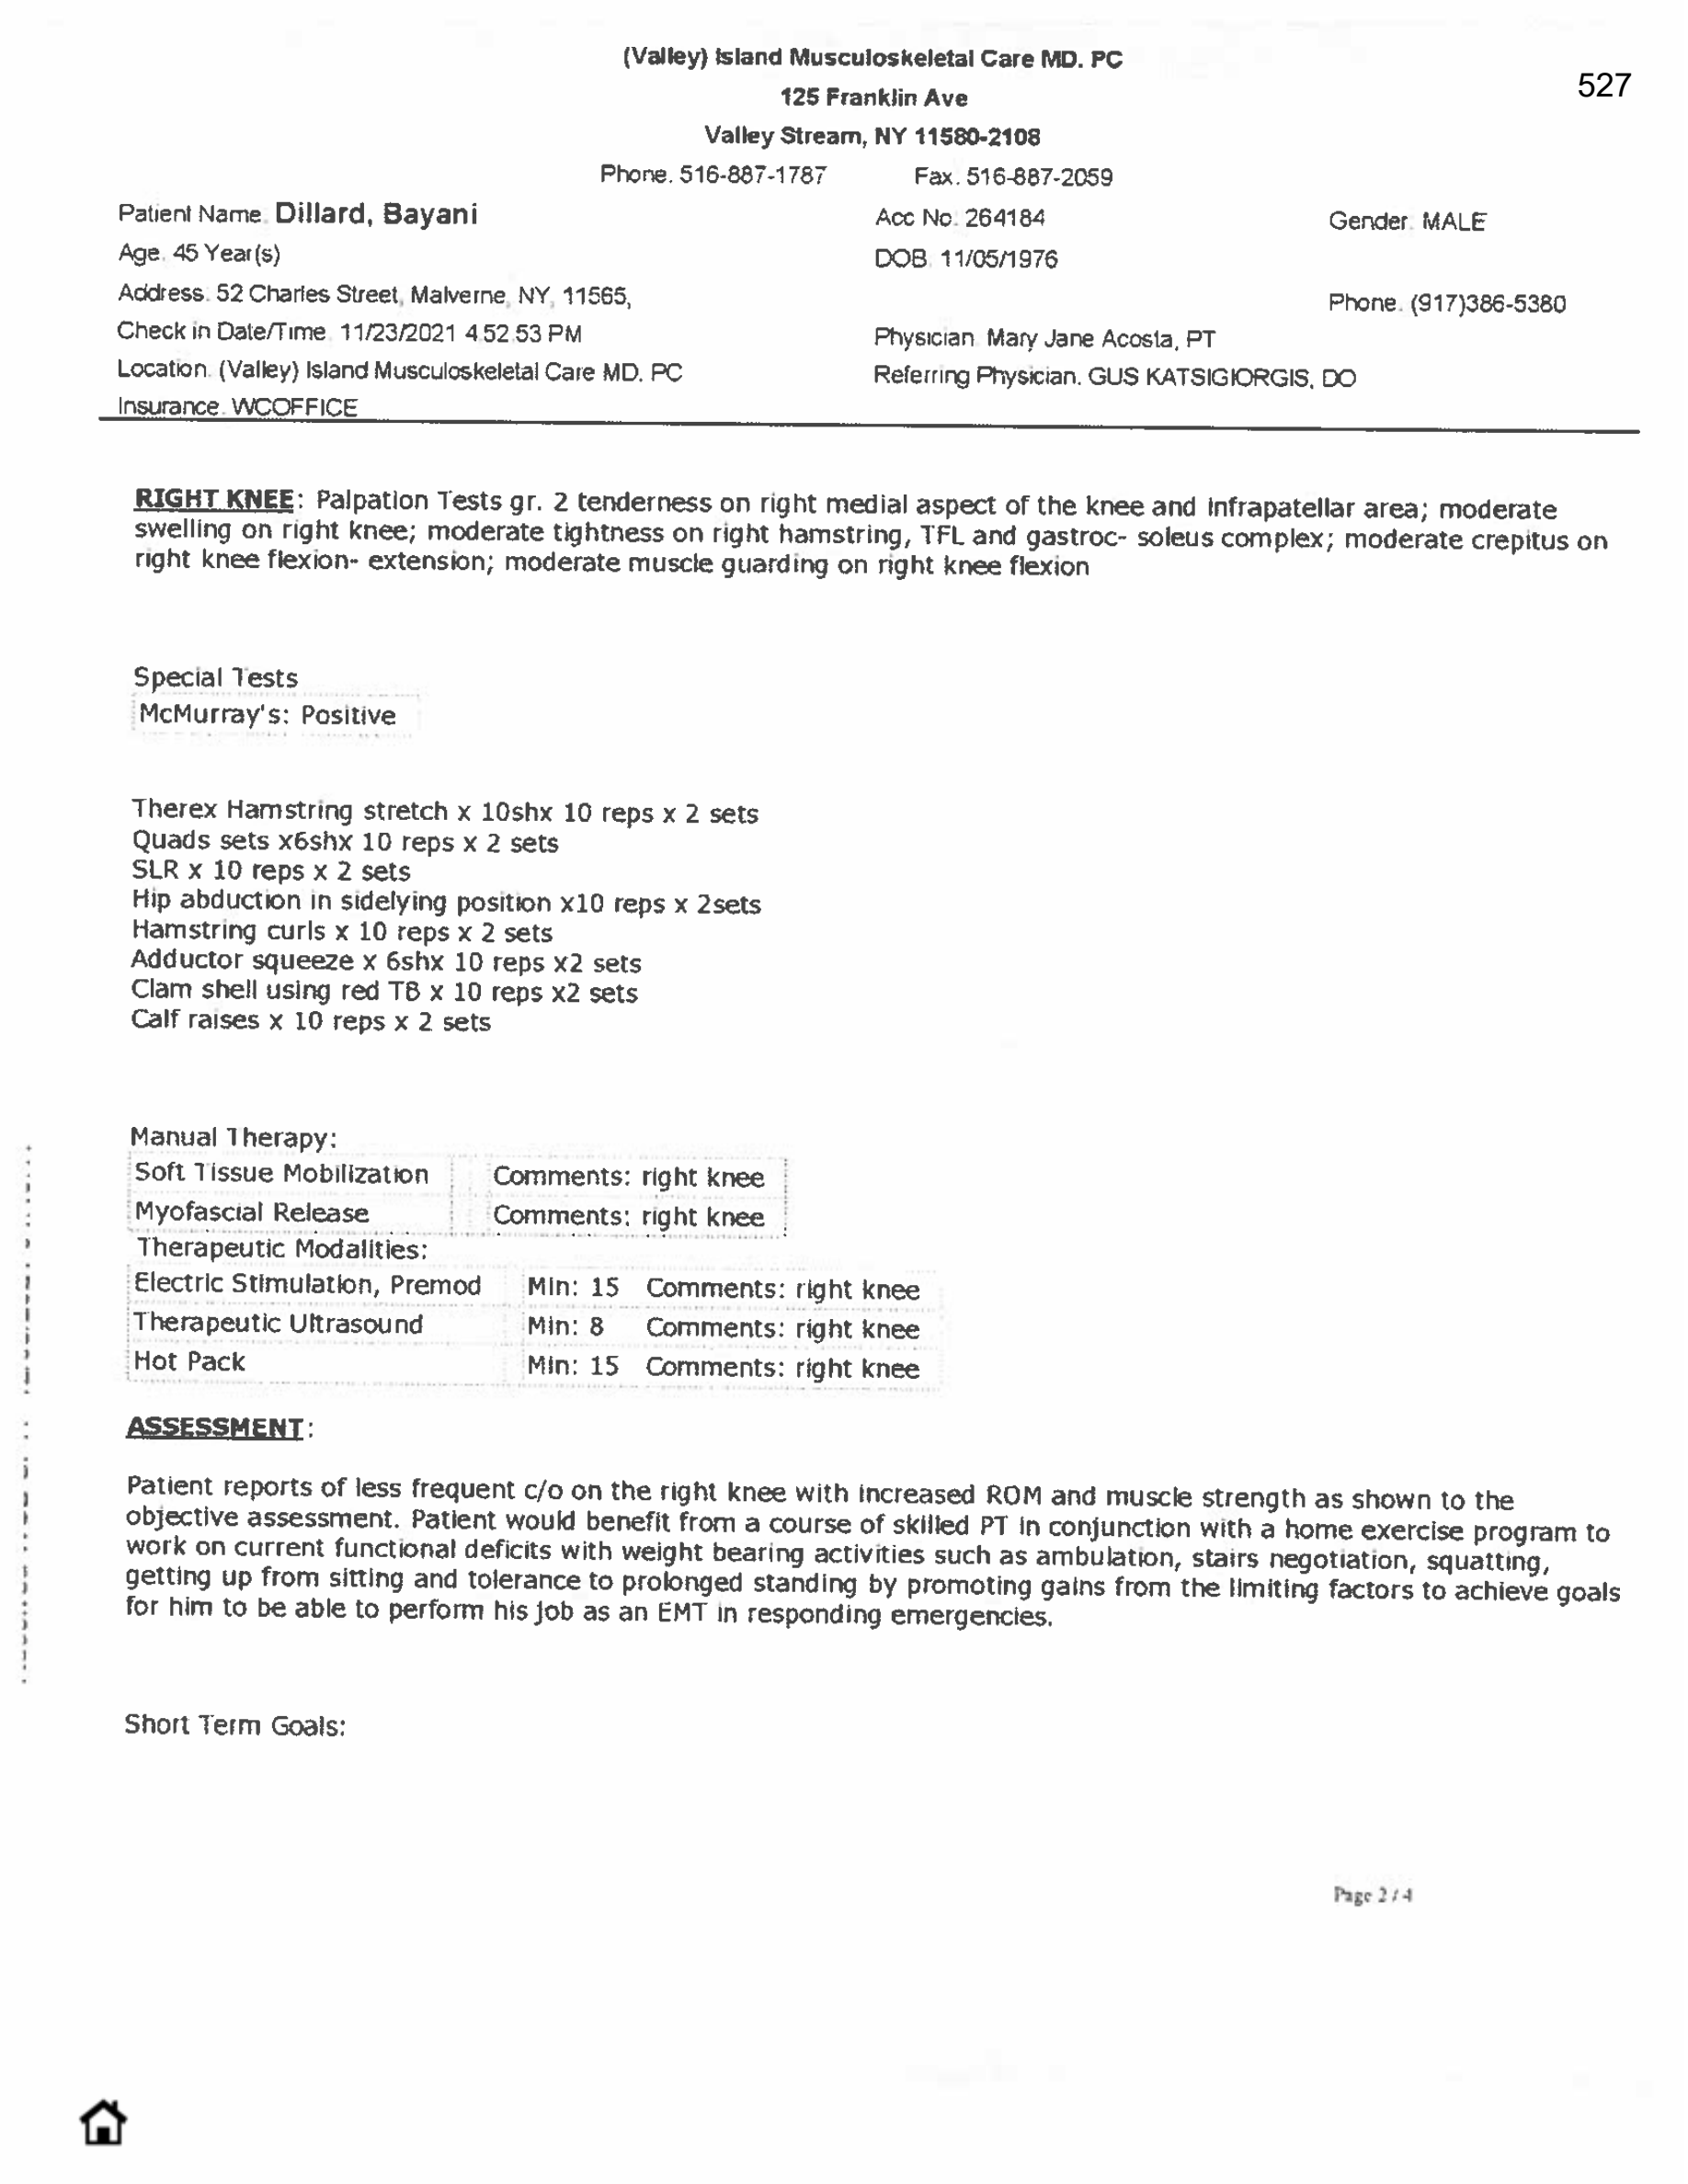 (Valley) Island Musculoskeletal Care MD. PC
527
125 Franklin Ave
Valley Stream, NY 11580-2108
Phone. 516-887-1787 Fax. 516-887-2059
Patient Name. Dillard, Bayani Acc No. 264184 Gender. MALE
Age. 45 Year(s) DOB. 11/05/1976
Address. 52 Charles Street, Malverne, NY, 11565, Phone. (917)386-5380
Check in Date/Time. 11/23/2021 4.52.53 PM Physician. Mary Jane Acosta, PT
Location. (Valley) Island Musculoskeletal Care MD. PC Referring Physician. GUS KATSIGIORGIS, DO
Insurance. WCOFFICE
RIGHT KNEE: Palpation Tests gr. 2 tenderness on right medial aspect of the knee and infrapatellar area; moderate
swelling on right knee; moderate tightness on right hamstring, TFL and gastroc- soleus complex; moderate crepitus on
right knee flexion- extension; moderate muscle guarding on right knee flexion
Special Tests
McMurray's: Positive
Therex Hamstring stretch x 10shx 10 reps x 2 sets
Quads sets x6shx 10 reps x 2 sets
SLR x 10 reps x 2 sets
Hip abduction in sidelying position x10 reps x 2sets
Hamstring curls x 10 reps x 2 sets
Adductor squeeze x 6shx 10 reps x2 sets
Clam shell using red TB x 10 reps x2 sets
Calf raises x 10 reps x 2 sets
Manual Therapy:
Soft Tissue Mobilization Comments: right knee
Myofascial Release Comments: right knee
Therapeutic Modalities:
Electric Stimulation, Premod Min: 15 Comments: right knee
Therapeutic Ultrasound Min: 8 Comments: right knee
Hot Pack Min: 15 Comments: right knee
ASSESSMENT:
Patient reports of less frequent c/o on the right knee with increased ROM and muscle strength as shown to the
objective assessment. Patient would benefit from a course of skilled PT in conjunction with a home exercise program to
work on current functional deficits with weight bearing activities such as ambulation, stairs negotiation, squatting,
getting up from sitting and tolerance to prolonged standing by promoting gains from the limiting factors to achieve goals
for him to be able to perform his job as an EMT in responding emergencies.
Short Term Goals:
Page 2 / 4